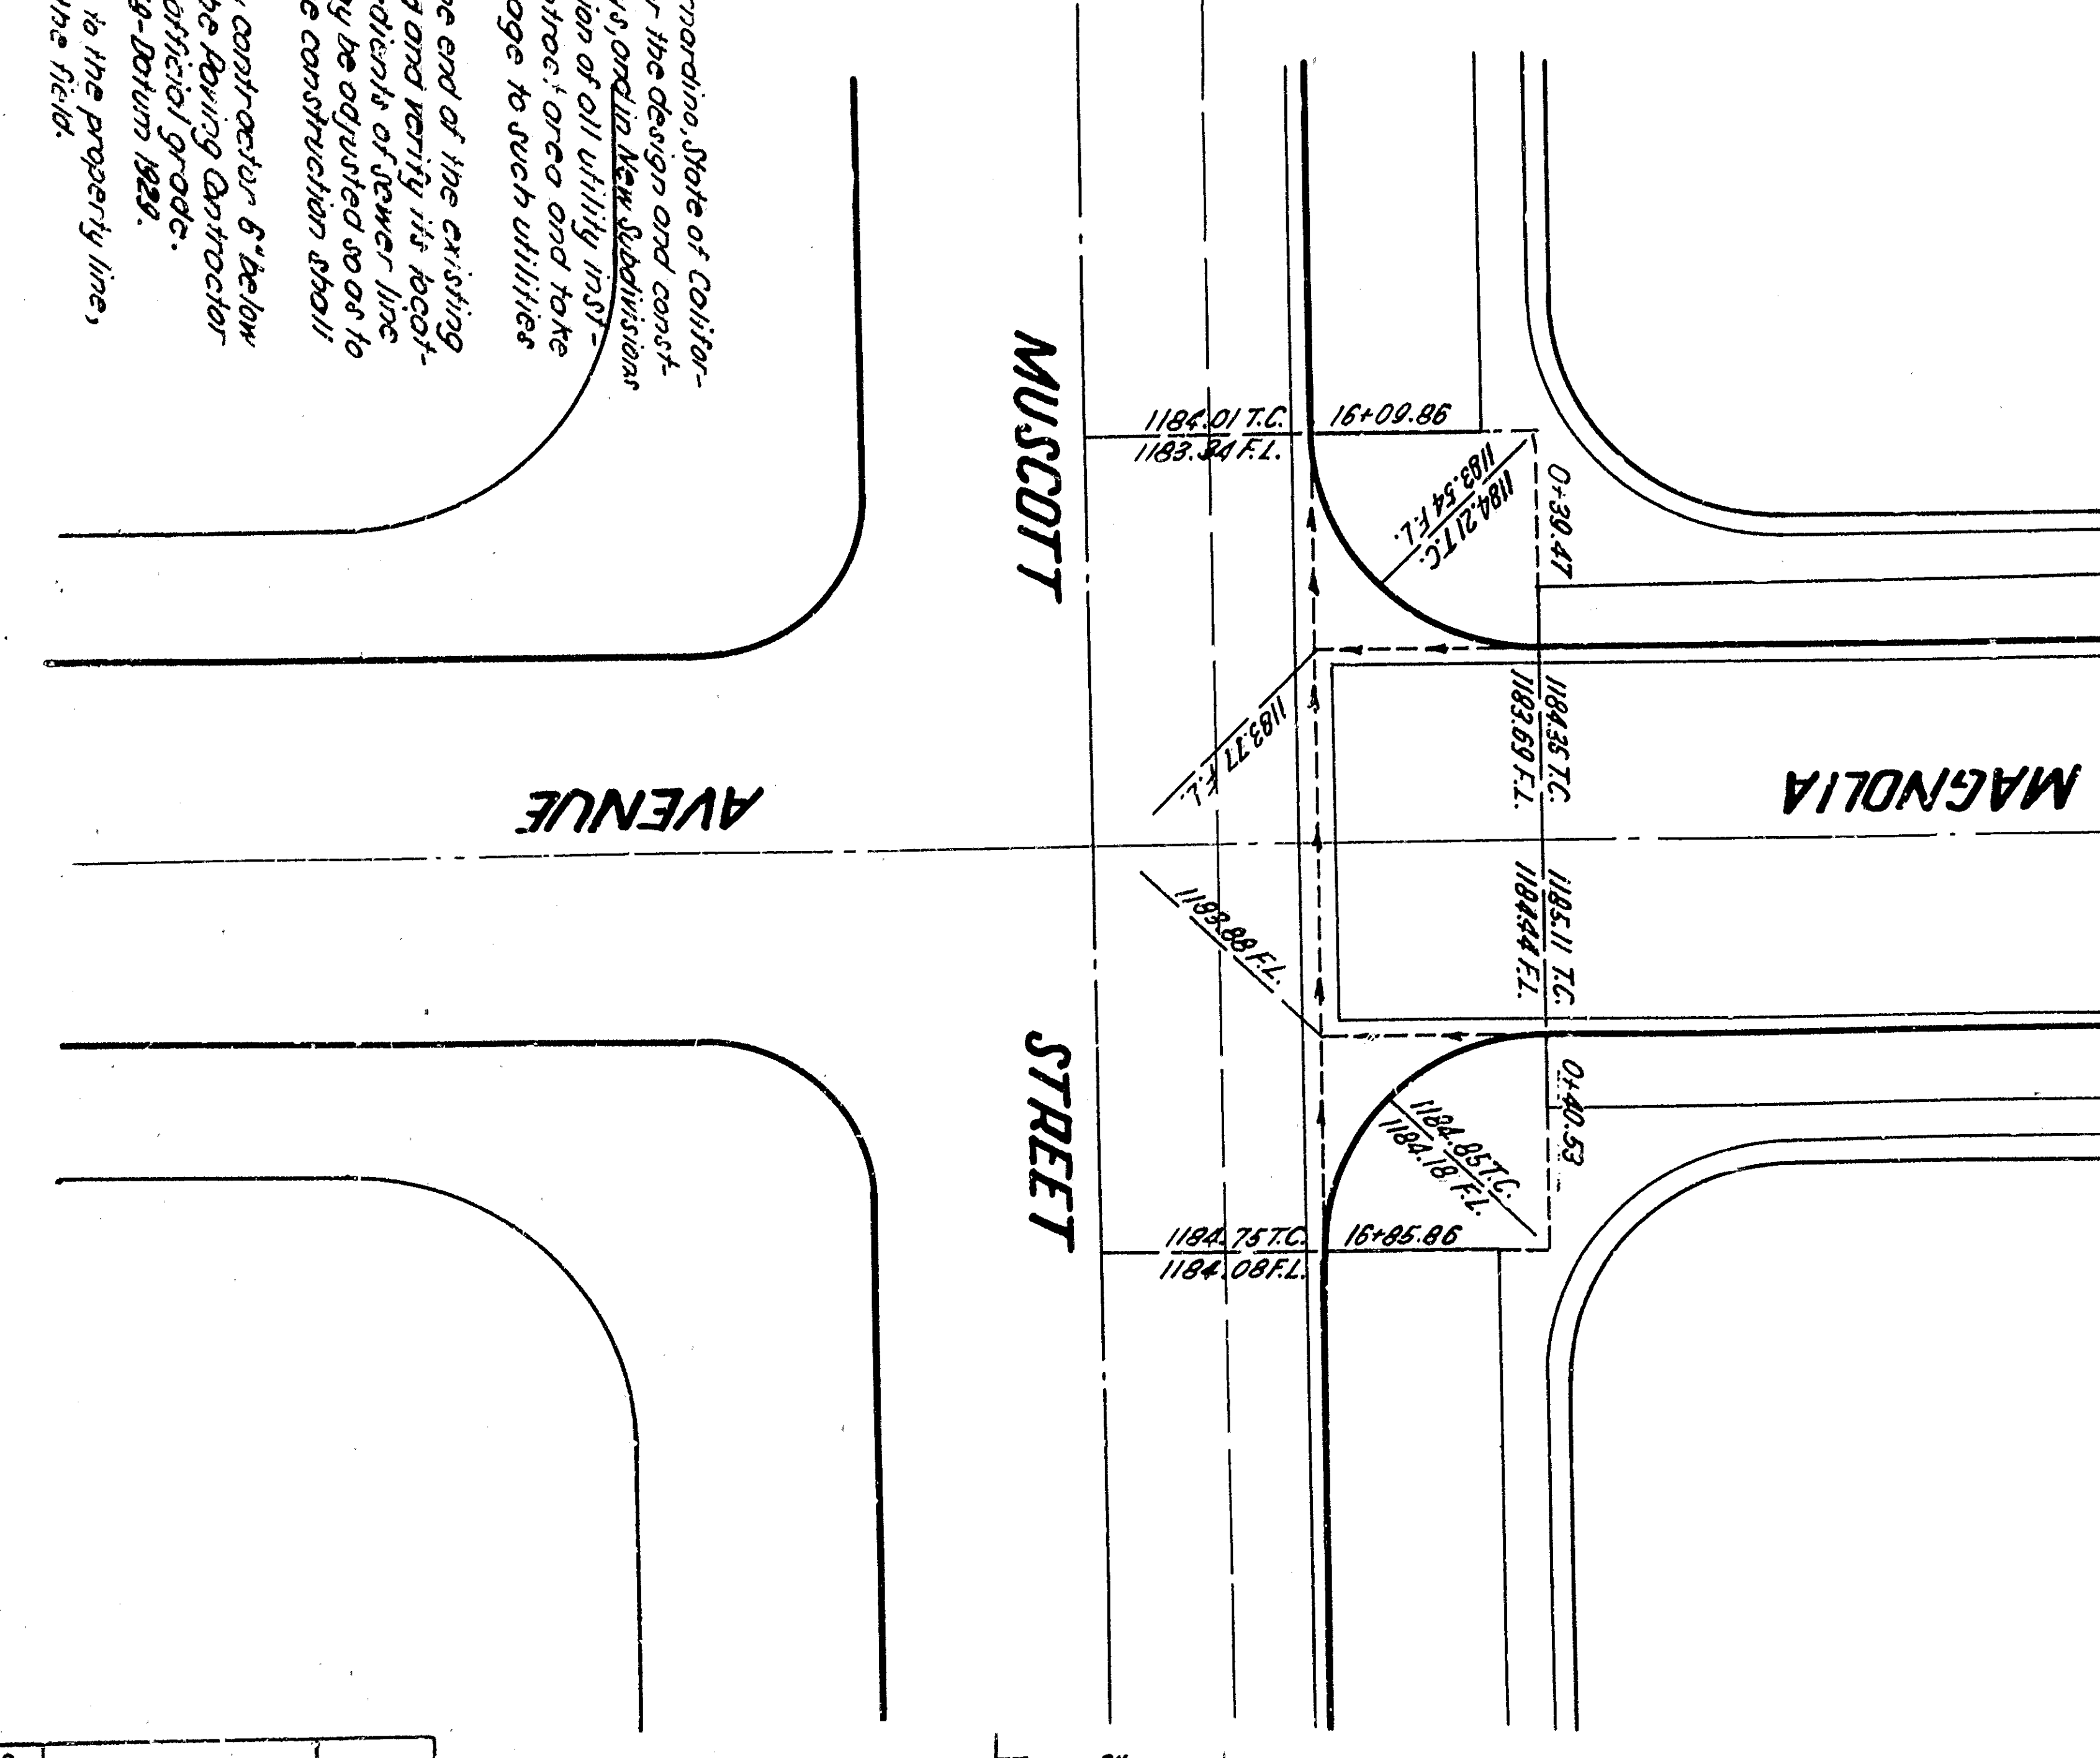 rnardino, State of Califor-
r the design and const-
us, and in New Subdivisions
ion of all utility inst-
ntract area and take
age to such utilities
e end of the existing
g and verify its locat-
dients of sewer line
y be adjusted so as to
e construction shall
contractor 6" below
he Paving Contractor
official grade.
g-Datum 1929.
to the property line,
the field.
MUSCOTT
STREET
MAGNOLIA
AVENUE
1184.01 T.C.
1183.34 F.L.
16+09.86
1184.21 T.C.
1183.54 F.L.
0+39.47
1184.35 T.C.
1183.69 F.L.
1183.77 F.L.
1183.88 F.L.
1185.11 T.C.
1184.44 F.L.
0+40.53
1184.85 T.C.
1184.18 F.L.
1184.75 T.C.
1184.08 F.L.
16+85.86